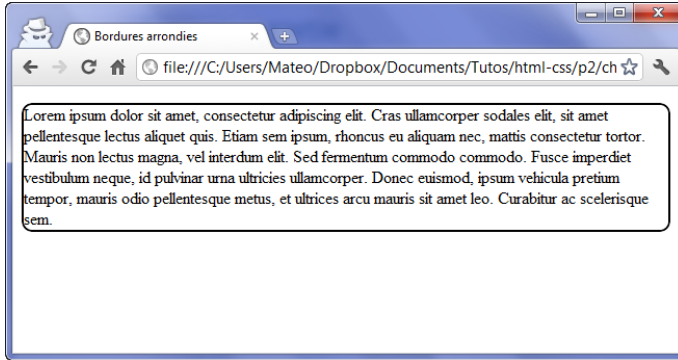 Bordures arrondies
file:///C:/Users/Mateo/Dropbox/Documents/Tutos/html-css/p2/ch
Lorem ipsum dolor sit amet, consectetur adipiscing elit. Cras ullamcorper sodales elit, sit amet
pellentesque lectus aliquet quis. Etiam sem ipsum, rhoncus eu aliquam nec, mattis consectetur tortor.
Mauris non lectus magna, vel interdum elit. Sed fermentum commodo commodo. Fusce imperdiet
vestibulum neque, id pulvinar urna ultricies ullamcorper. Donec euismod, ipsum vehicula pretium
tempor, mauris odio pellentesque metus, et ultrices arcu mauris sit amet leo. Curabitur ac scelerisque
sem.